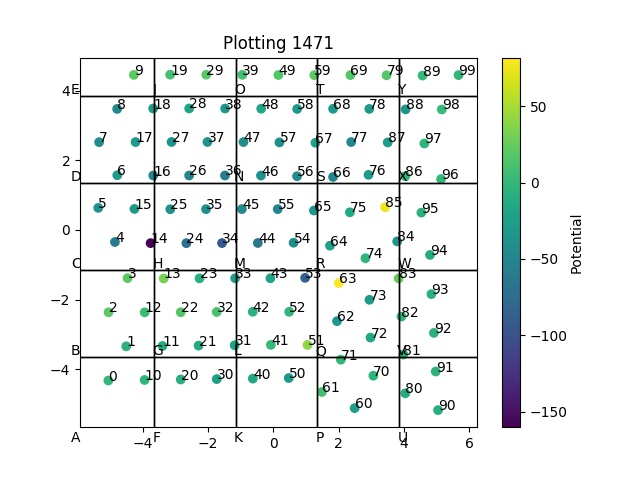 Plotting 1471
9 19 29 39 49 59 69 79 89 99
4 E I O T Y
8 18 28 38 48 58 68 78 88 98
7 17 27 37 47 57 67 77 87 97
2 6 16 26 36 46 56 66 76 86 96
D N S X
5 15 25 35 45 55 65 75 85 95
0 4 14 24 34 44 54 64 74 84 94
C H M R W
3 13 23 33 43 53 63 73 83 93
−2 2 12 22 32 42 52 62 72 82 92
1 11 21 31 41 51 71 81 91
B G L Q V
−4 0 10 20 30 40 50 61 60 70 80 90
A F K P U
−4 −2 0 2 4 6
50
0
−50
−100
−150
Potential